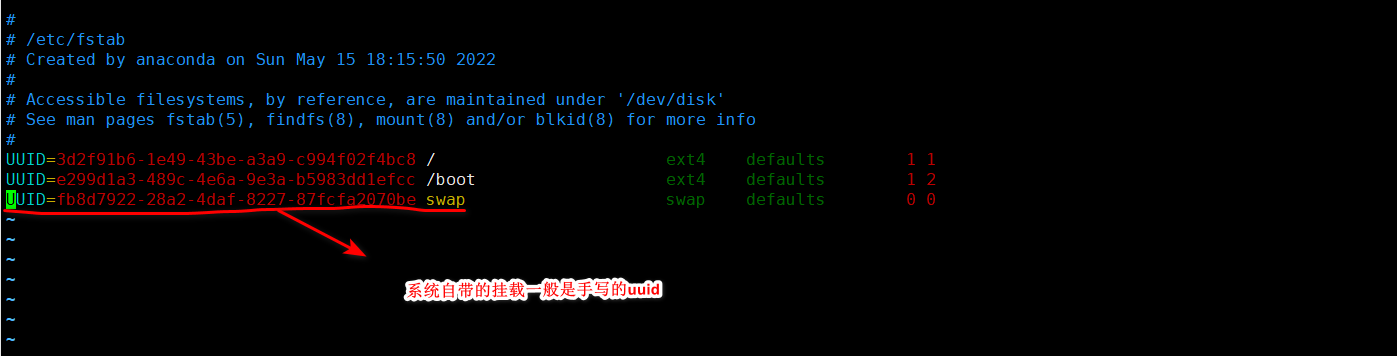 #
# /etc/fstab
# Created by anaconda on Sun May 15 18:15:50 2022
#
# Accessible filesystems, by reference, are maintained under '/dev/disk'
# See man pages fstab(5), findfs(8), mount(8) and/or blkid(8) for more info
#
UUID=3d2f91b6-1e49-43be-a3a9-c994f02f4bc8 / ext4 defaults 1 1
UUID=e299d1a3-489c-4e6a-9e3a-b5983dd1efcc /boot ext4 defaults 1 2
UUID=fb8d7922-28a2-4daf-8227-87fcfa2070be swap swap defaults 0 0
~
~
~
~
系统自带的挂载一般是手写的uuid
~
~
~